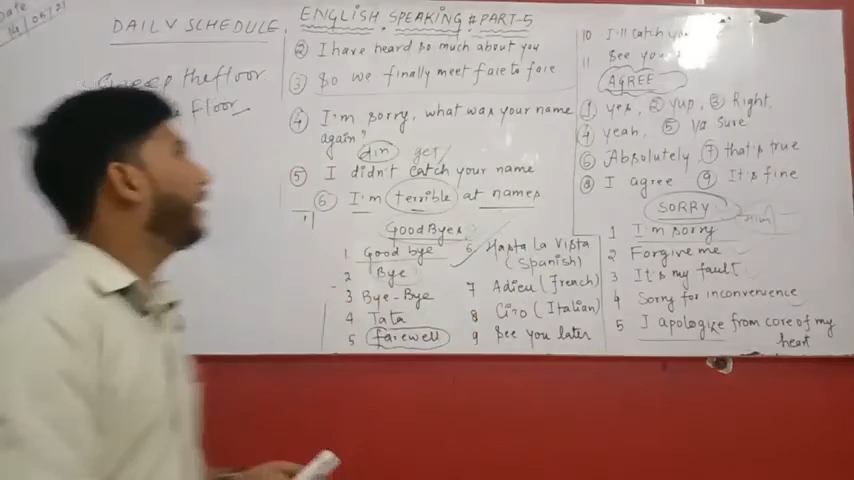 Date
14/05/21
DAILY SCHEDULE.
Sweep the floor
Floor
ENGLISH SPEAKING # PART-5
② I have heard so much about you
③ So we finally meet face to face
④ I'm sorry, what was your name
again?
get
⑤ I didn't catch your name
⑥ I'm terrible at names
GoodByes
1 Good bye
2 Bye
3 Bye-Bye
4 Tata
5 farewell
6 Hasta La Vista
(Spanish)
7 Adieu (French)
8 Ciao (Italian)
9 See you later
10 I'll catch you
11 See you
AGREE
① yes, ② yup, ③ Right,
④ yeah, ⑤ ya sure
⑥ Absolutely ⑦ that's true
⑧ I agree ⑨ It's fine
SORRY
1 I'm sorry
2 Forgive me
3 It's my fault
4 Sorry for inconvenience
5 I apologize from core of my
heart